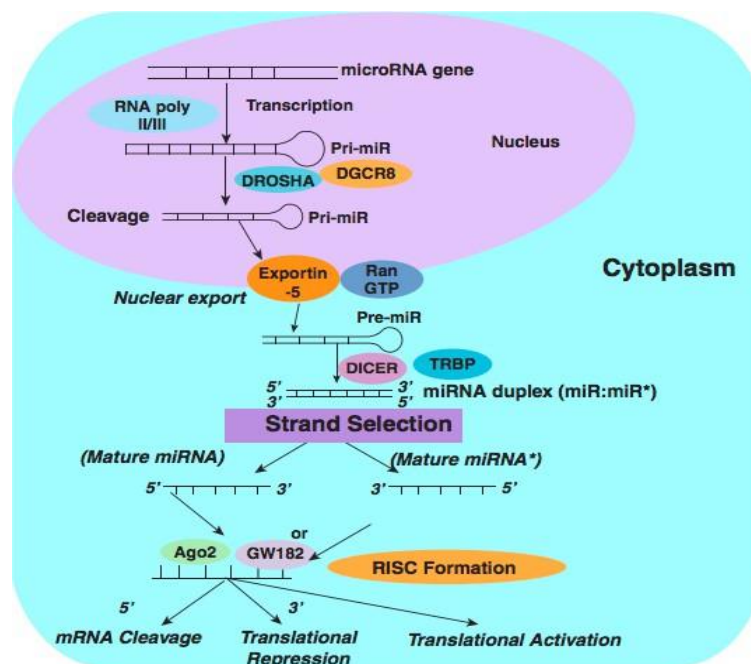 microRNA gene
RNA poly
II/III
Transcription
Pri-miR
Nucleus
DROSHA
DGCR8
Cleavage
Pri-miR
Cytoplasm
Exportin
-5
Ran
GTP
Nuclear export
Pre-miR
DICER
TRBP
5’ 3’
3’ 5’
miRNA duplex (miR:miR*)
Strand Selection
(Mature miRNA)
(Mature miRNA*)
5’ 3’
3’ 5’
or
Ago2
GW182
RISC Formation
5’ 3’
mRNA Cleavage
Translational
Repression
Translational Activation